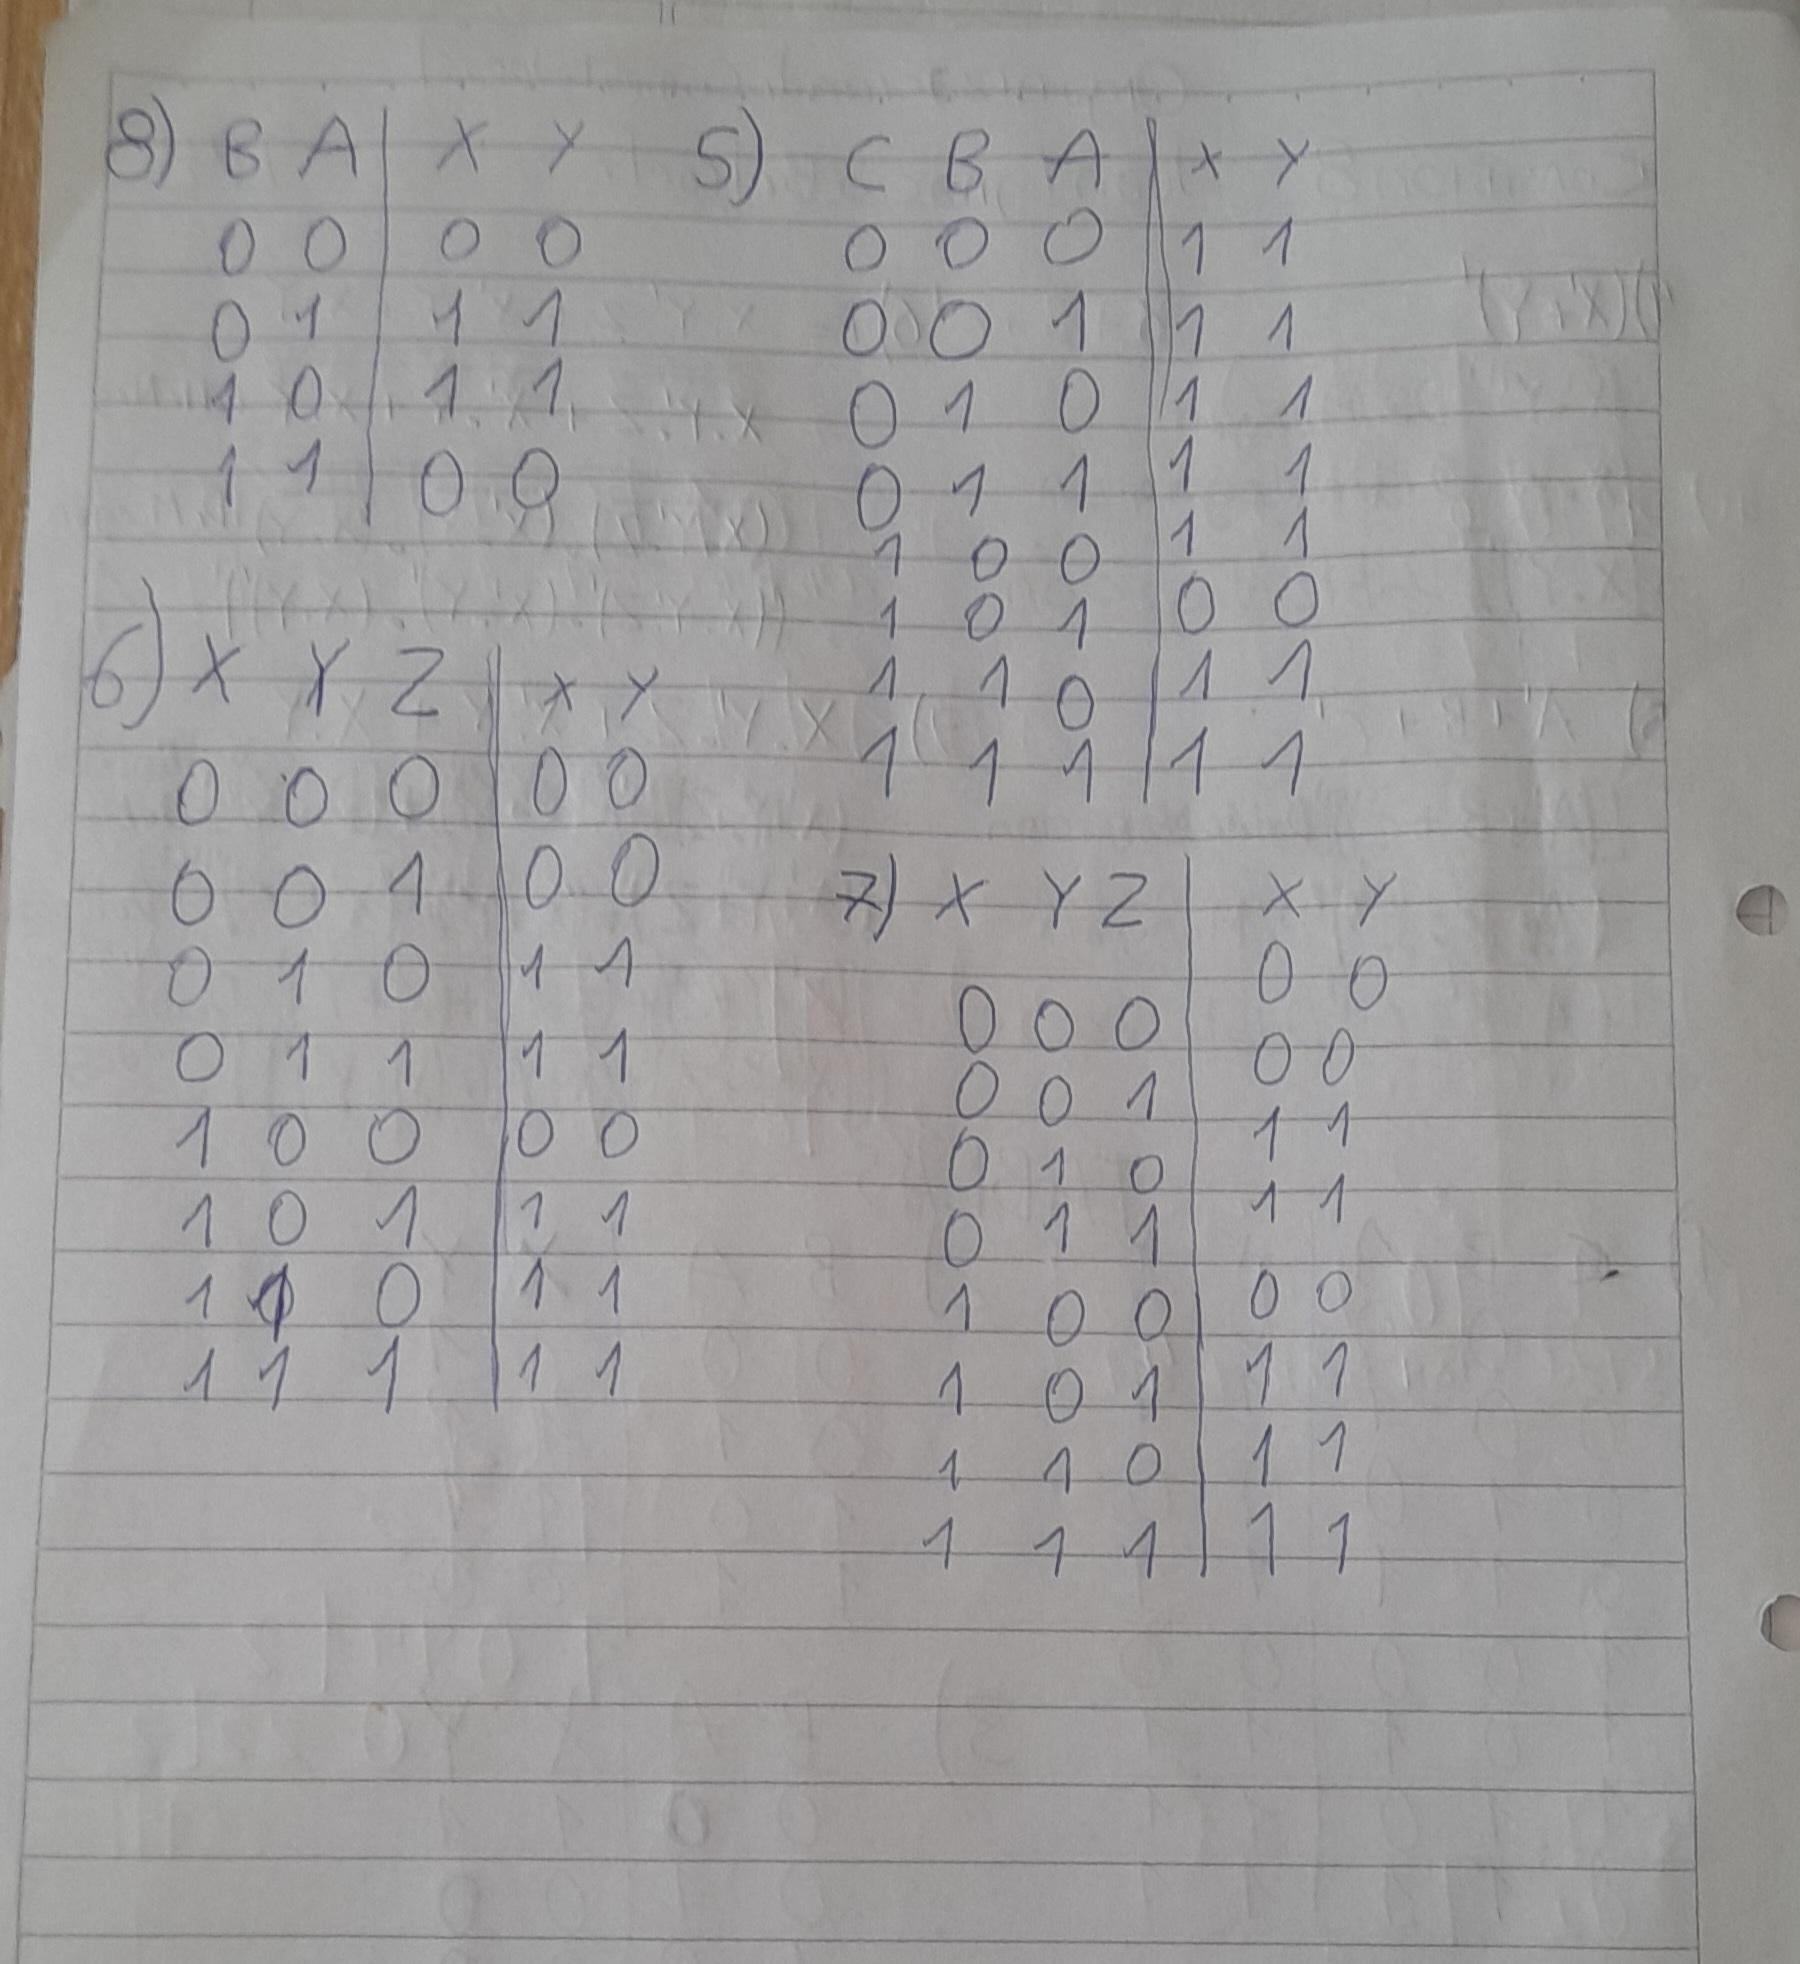 8) B A | X Y
0 0 | 0 0
0 1 | 1 1
1 0 | 1 1
1 1 | 0 0
5) C B A | X Y
0 0 0 | 1 1
0 0 1 | 1 1
0 1 0 | 1 1
0 1 1 | 1 1
1 0 0 | 1 1
1 0 1 | 0 0
1 1 0 | 1 1
1 1 1 | 1 1
6) X Y Z | X Y
0 0 0 | 0 0
0 0 1 | 0 0
0 1 0 | 1 1
0 1 1 | 1 1
1 0 0 | 0 0
1 0 1 | 1 1
1 1 0 | 1 1
1 1 1 | 1 1
7) X Y Z | X Y
0 0 0 | 0 0
0 0 1 | 0 0
0 1 0 | 1 1
0 1 1 | 1 1
1 0 0 | 0 0
1 0 1 | 1 1
1 1 0 | 1 1
1 1 1 | 1 1